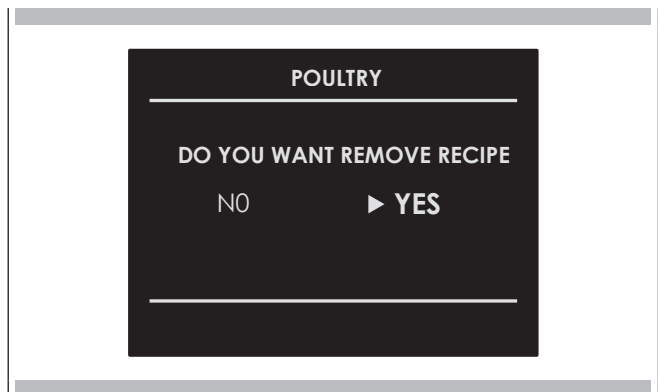 POULTRY
DO YOU WANT REMOVE RECIPE
N0 ▶ YES